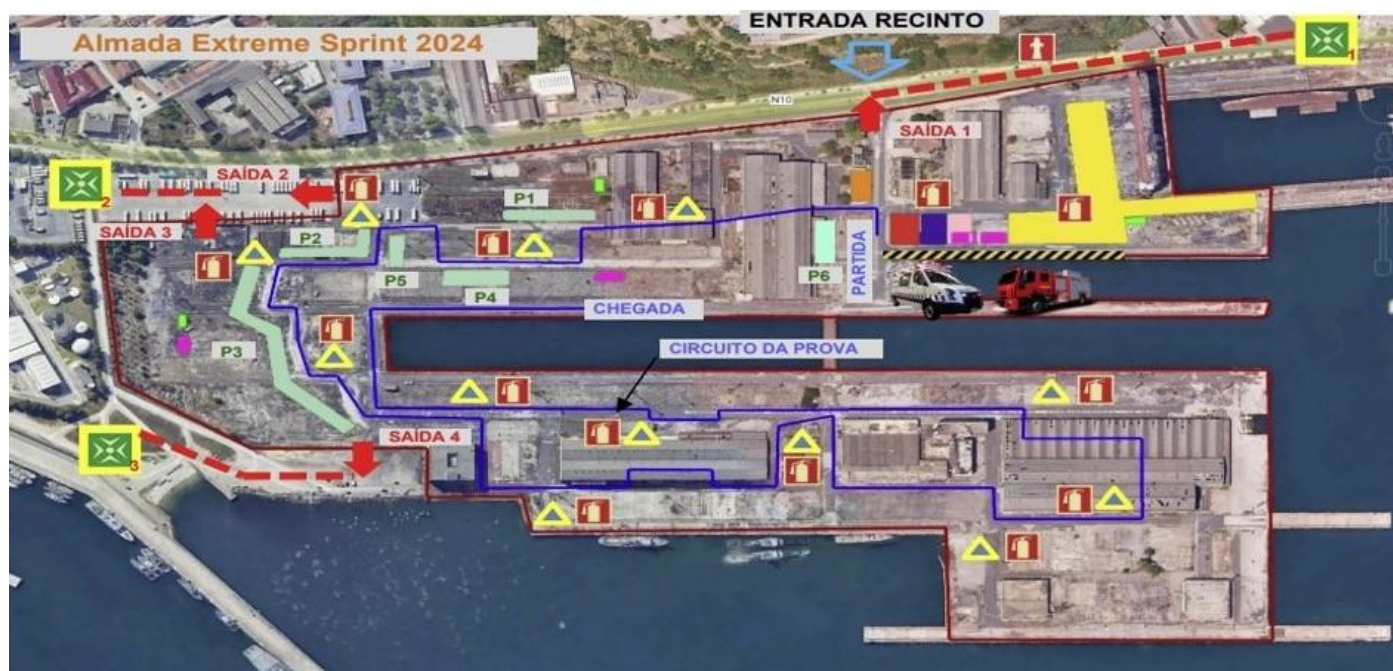 ENTRADA RECINTO
Almada Extreme Sprint 2024
1
N10
SAÍDA 1
SAÍDA 2
2
P1
SAÍDA 3
P2
P5
P4
P6
PARTIDA
CHEGADA
P3
CIRCUITO DA PROVA
SAÍDA 4
3